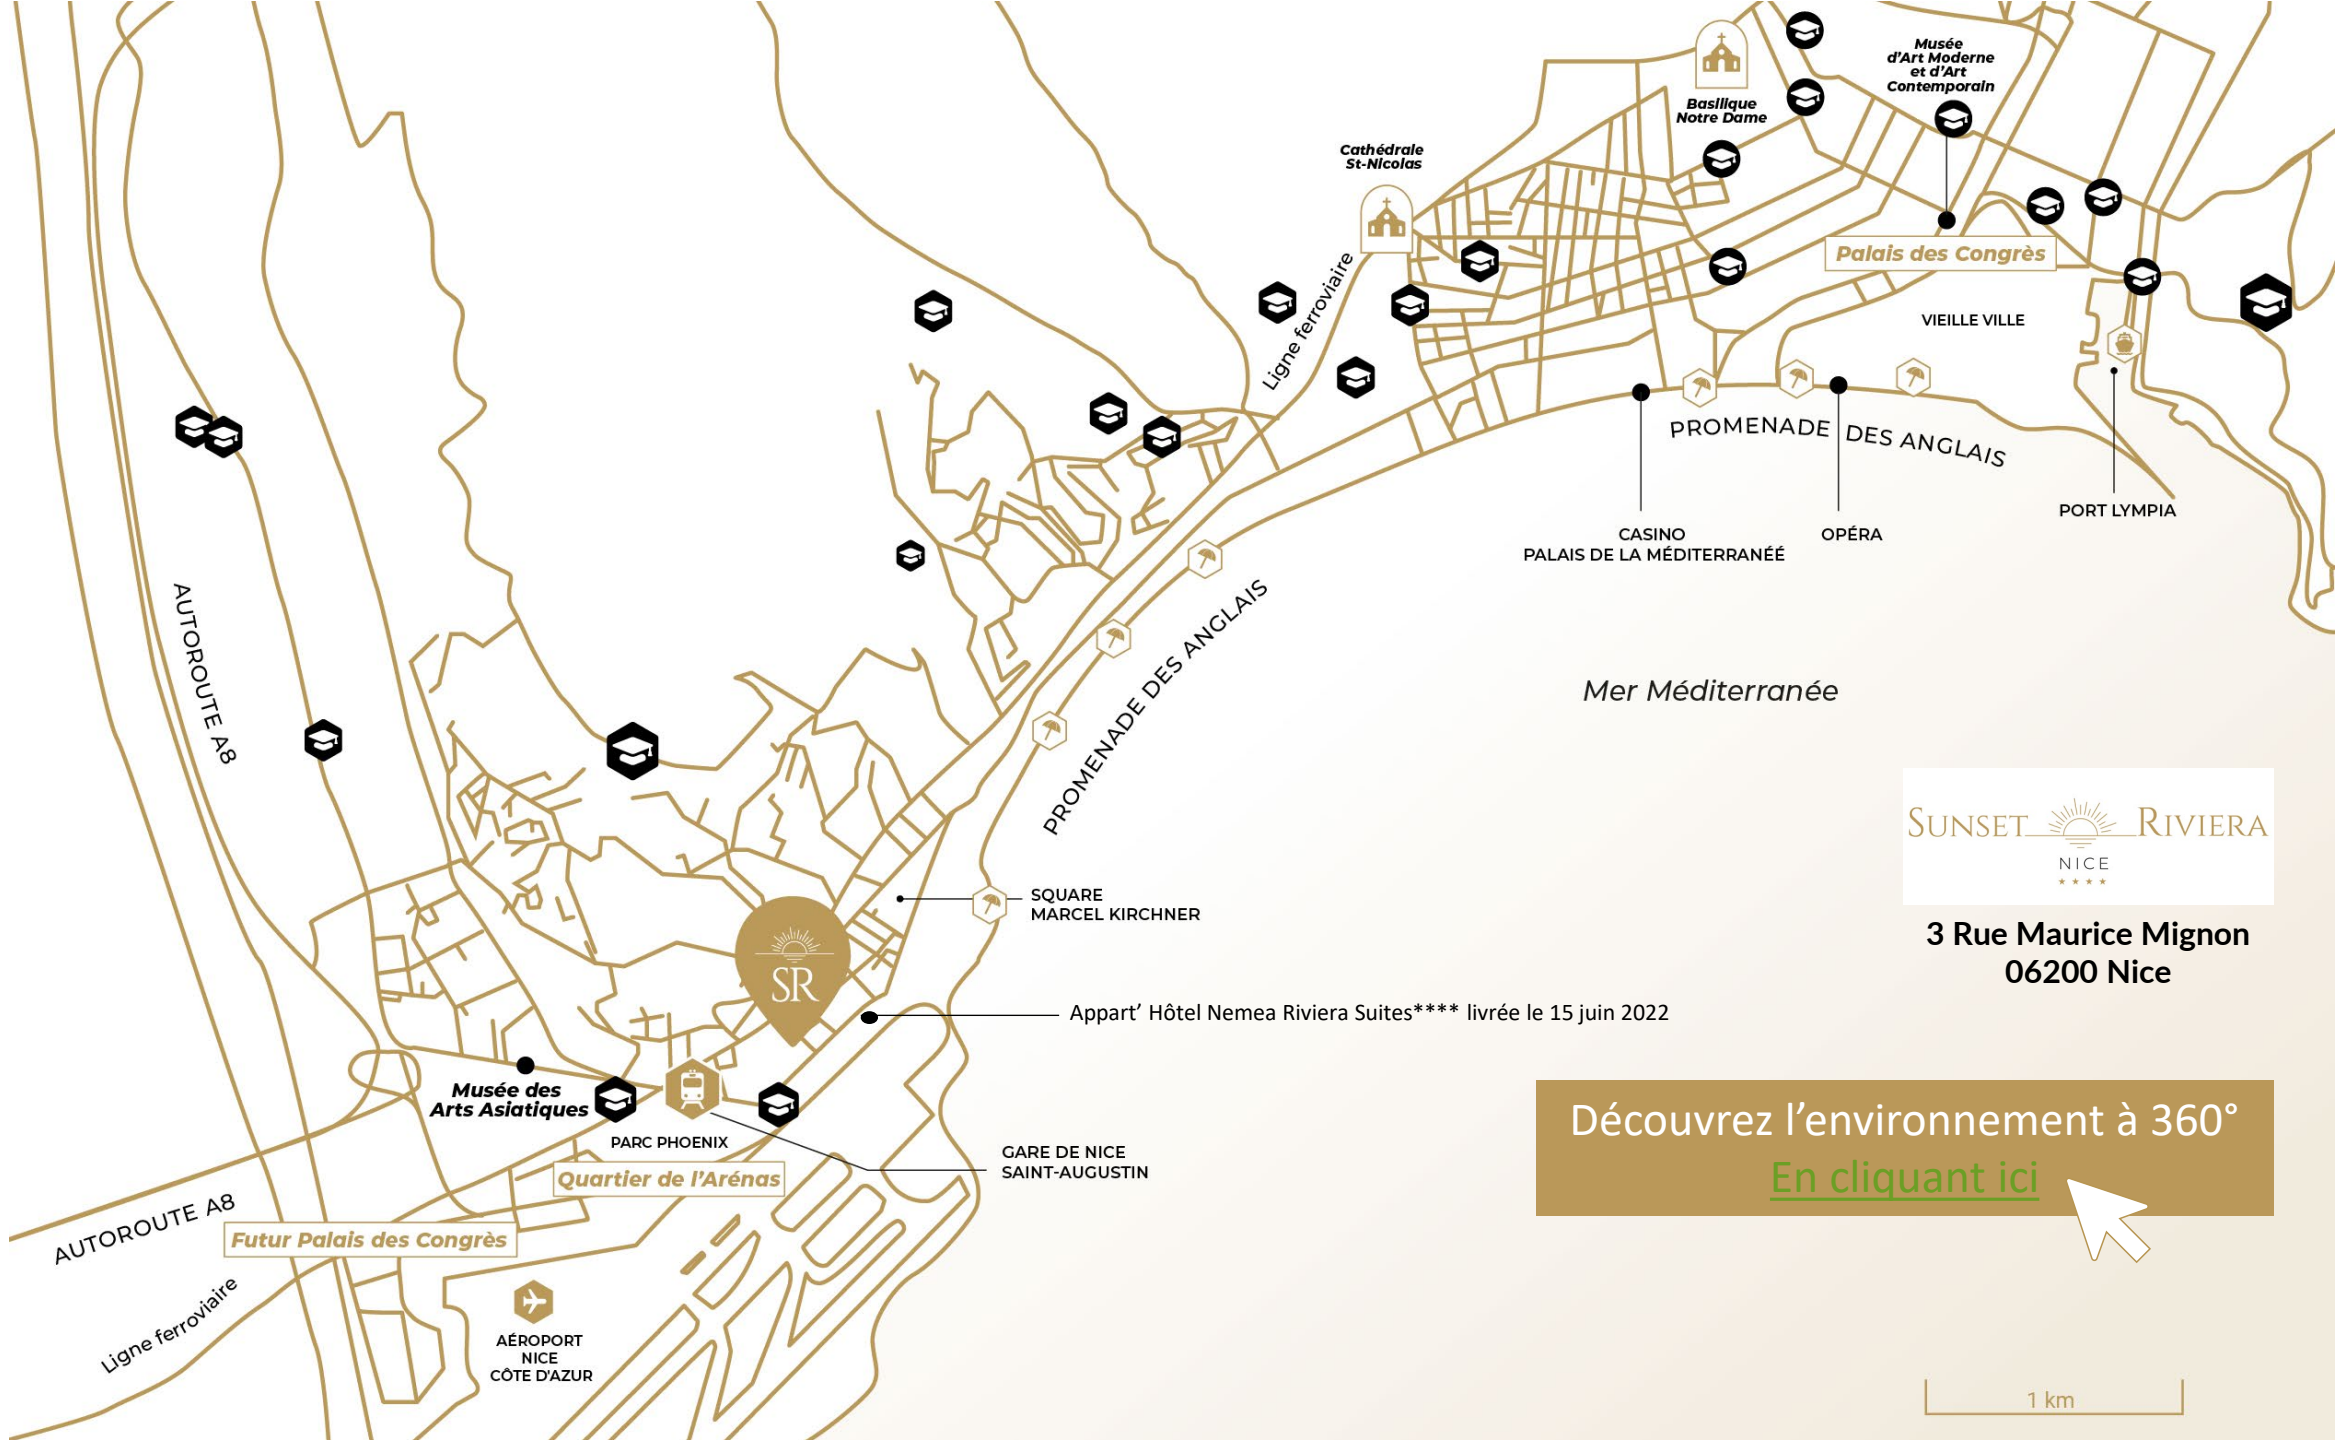 Musée
d'Art Moderne
et d'Art
Contemporain
Basilique
Notre Dame
Cathédrale
St-Nicolas
Palais des Congrès
Ligne ferroviaire
VIEILLE VILLE
PROMENADE DES ANGLAIS
CASINO
PALAIS DE LA MÉDITERRANÉÉ
OPÉRA
PORT LYMPIA
AUTOROUTE A8
PROMENADE DES ANGLAIS
Mer Méditerranée
SUNSET RIVIERA
NICE
★★★★
3 Rue Maurice Mignon
06200 Nice
SQUARE
MARCEL KIRCHNER
SR
Appart' Hôtel Nemea Riviera Suites**** livrée le 15 juin 2022
Musée des
Arts Asiatiques
PARC PHOENIX
Quartier de l'Arénas
GARE DE NICE
SAINT-AUGUSTIN
Découvrez l'environnement à 360°
En cliquant ici
AUTOROUTE A8
Futur Palais des Congrès
Ligne ferroviaire
AÉROPORT
NICE
CÔTE D'AZUR
1 km